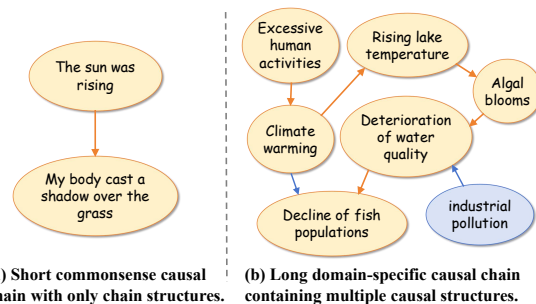 The sun was
rising
My body cast a
shadow over the
grass
Excessive
human
activities
Rising lake
temperature
Algal
blooms
Climate
warming
Deterioration
of water
quality
Decline of fish
populations
industrial
pollution
) Short commonsense causal
hain with only chain structures.
(b) Long domain-specific causal chain
containing multiple causal structures.